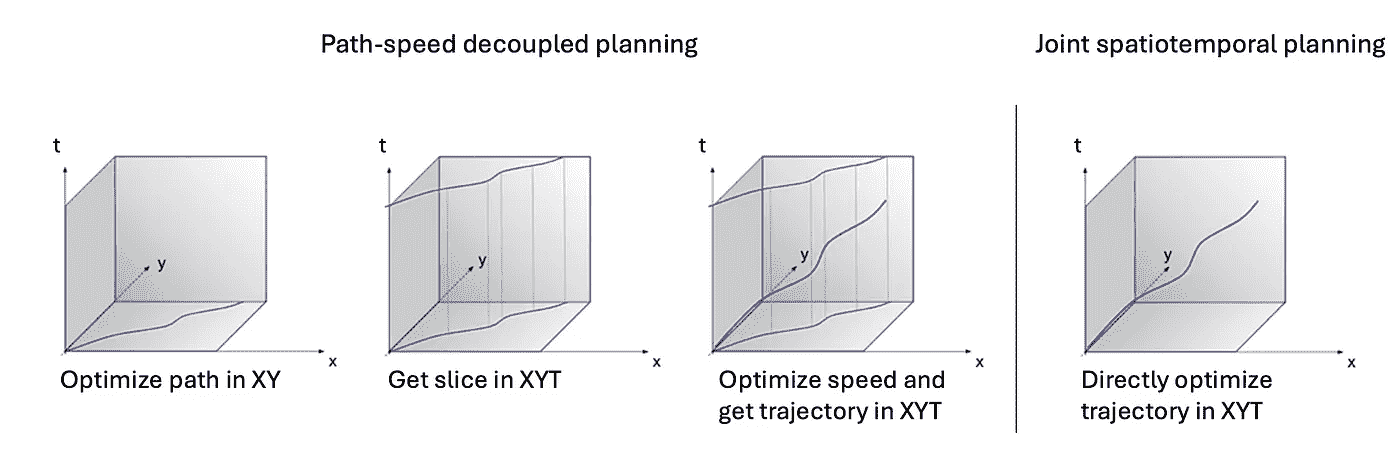 Path-speed decoupled planning
Joint spatiotemporal planning
t
t
t
t
y
y
y
y
x
x
x
x
Optimize path in XY
Get slice in XYT
Optimize speed and
get trajectory in XYT
Directly optimize
trajectory in XYT